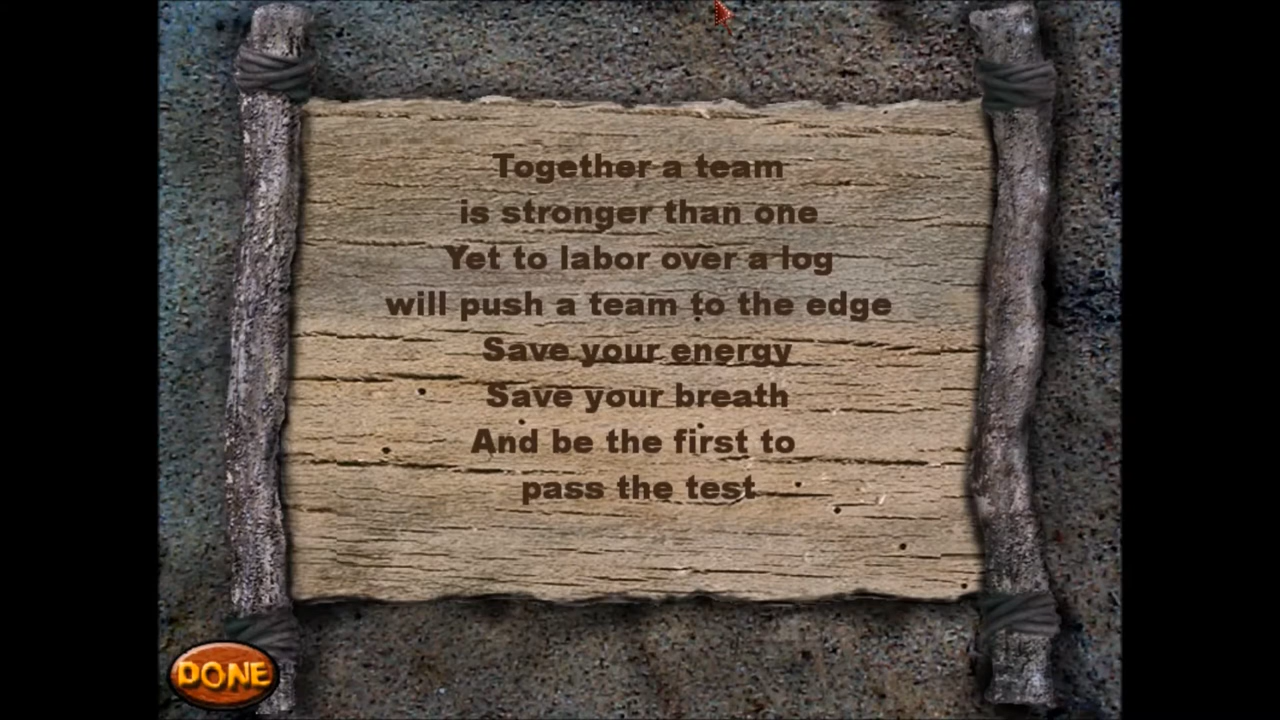 Together a team
is stronger than one
Yet to labor over a log
will push a team to the edge
Save your energy
Save your breath
And be the first to
pass the test
DONE